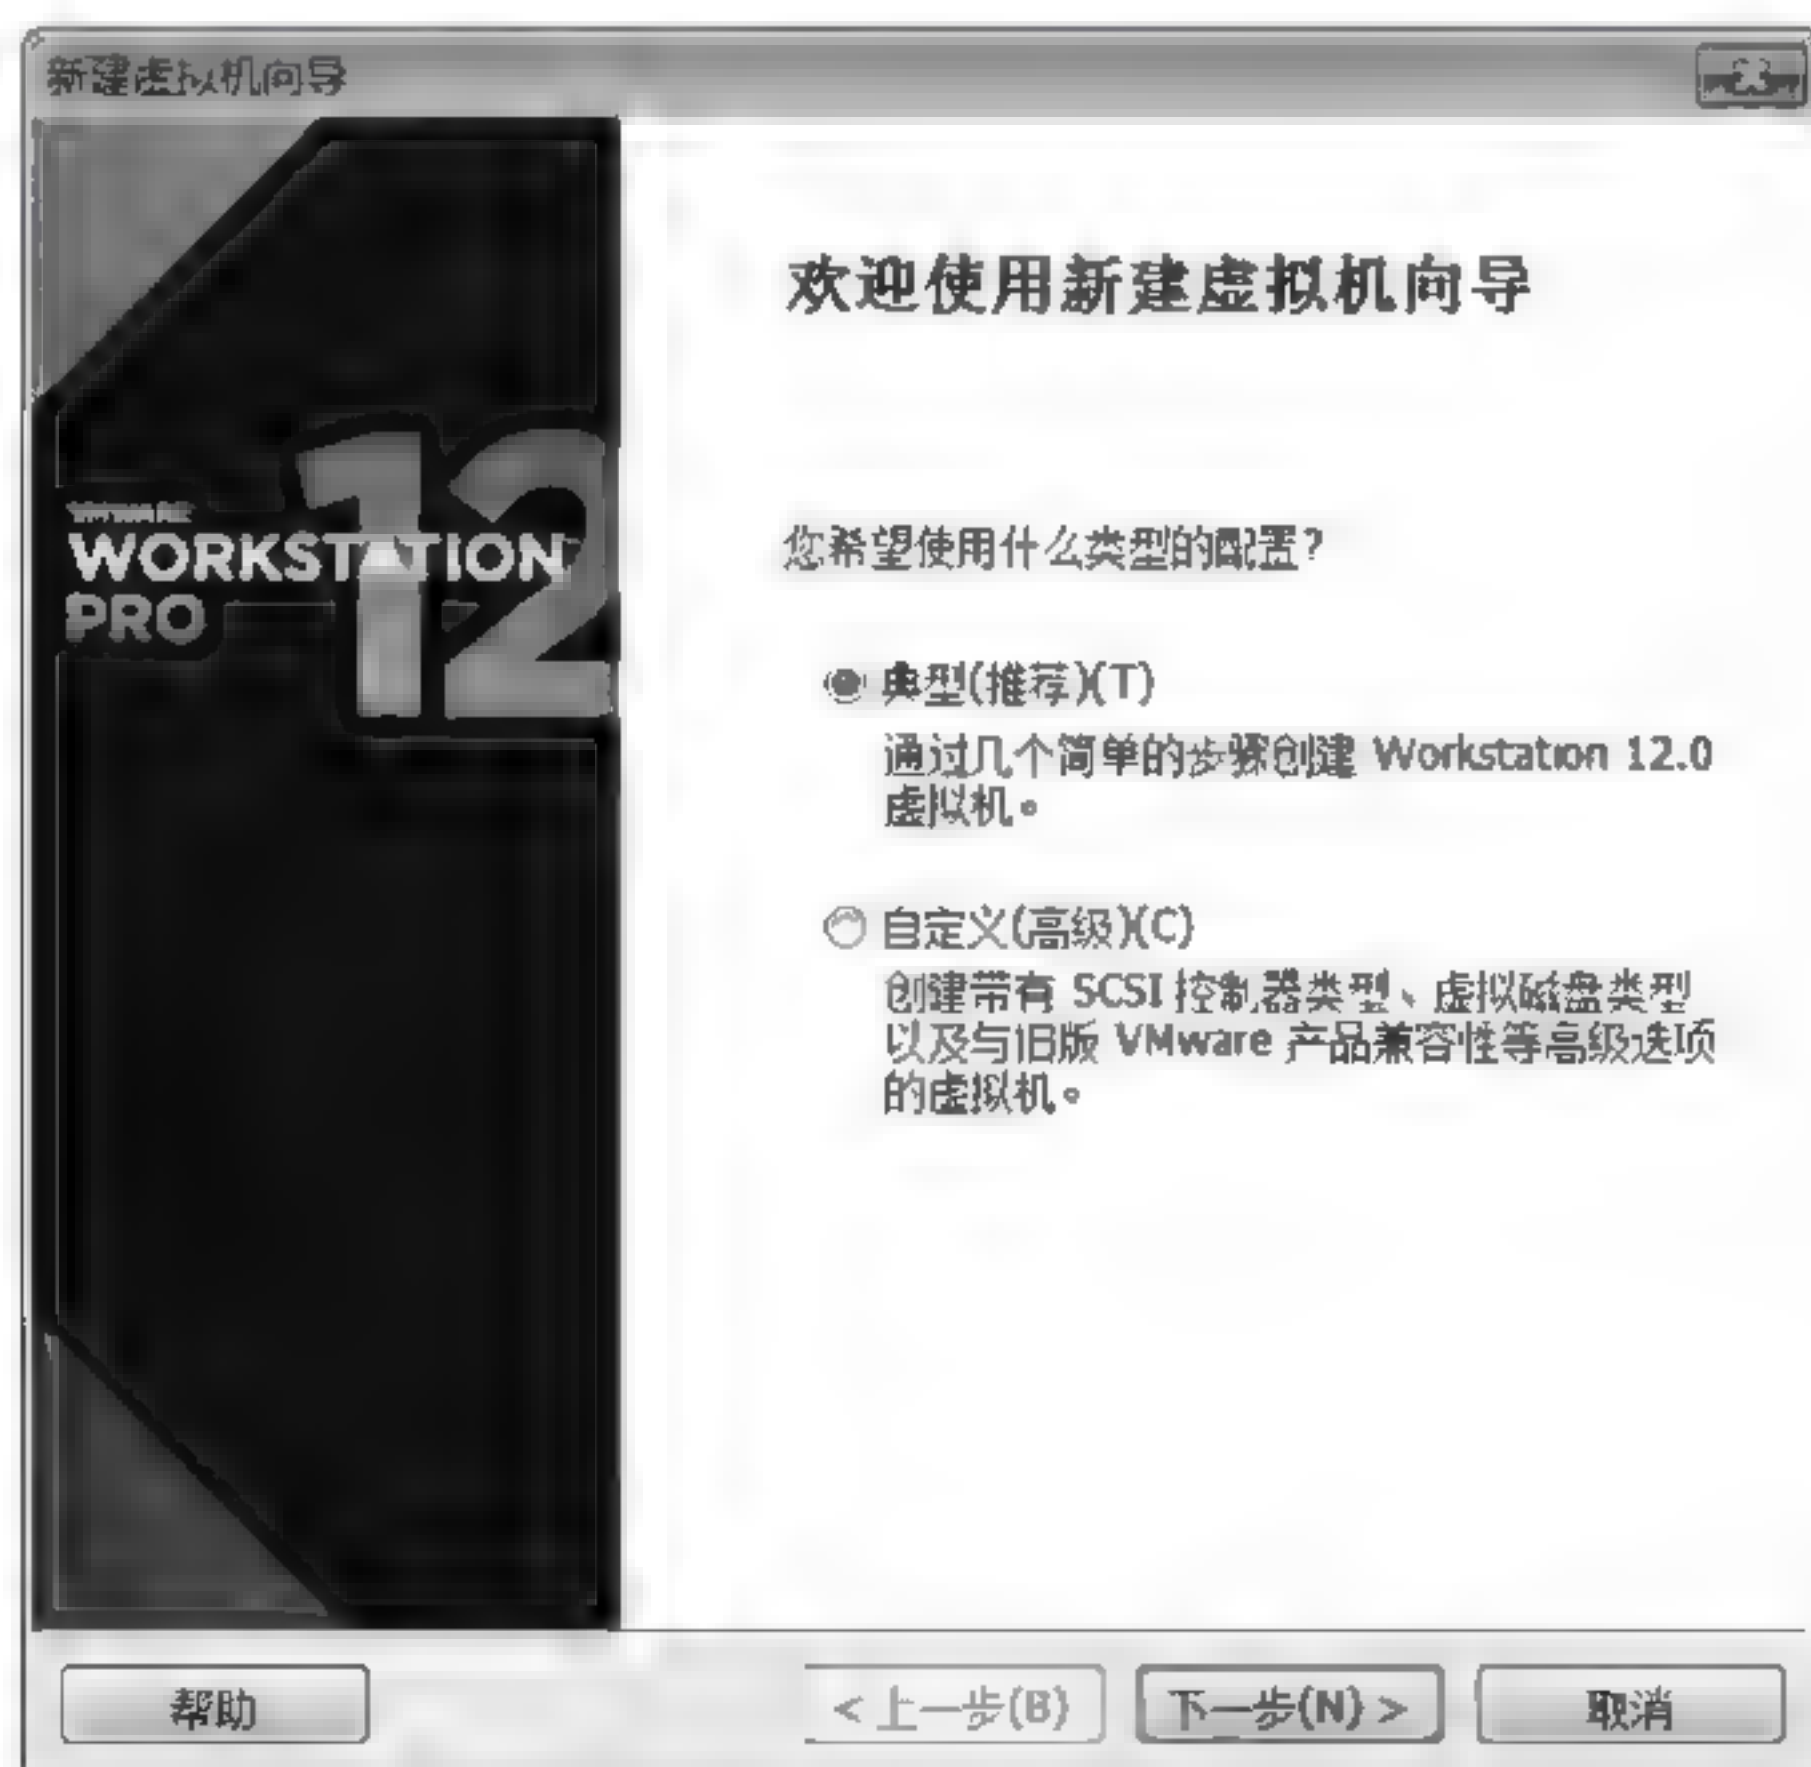 新建虚拟机向导
欢迎使用新建虚拟机向导
12
VMWARE
WORKSTATION
PRO
您希望使用什么类型的配置?
典型(推荐)(T)
通过几个简单的步骤创建 Workstation 12.0
虚拟机。
自定义(高级)(C)
创建带有 SCSI 控制器类型、虚拟磁盘类型
以及与旧版 VMware 产品兼容性等高级选项
的虚拟机。
帮助
< 上一步(B)
下一步(N) >
取消